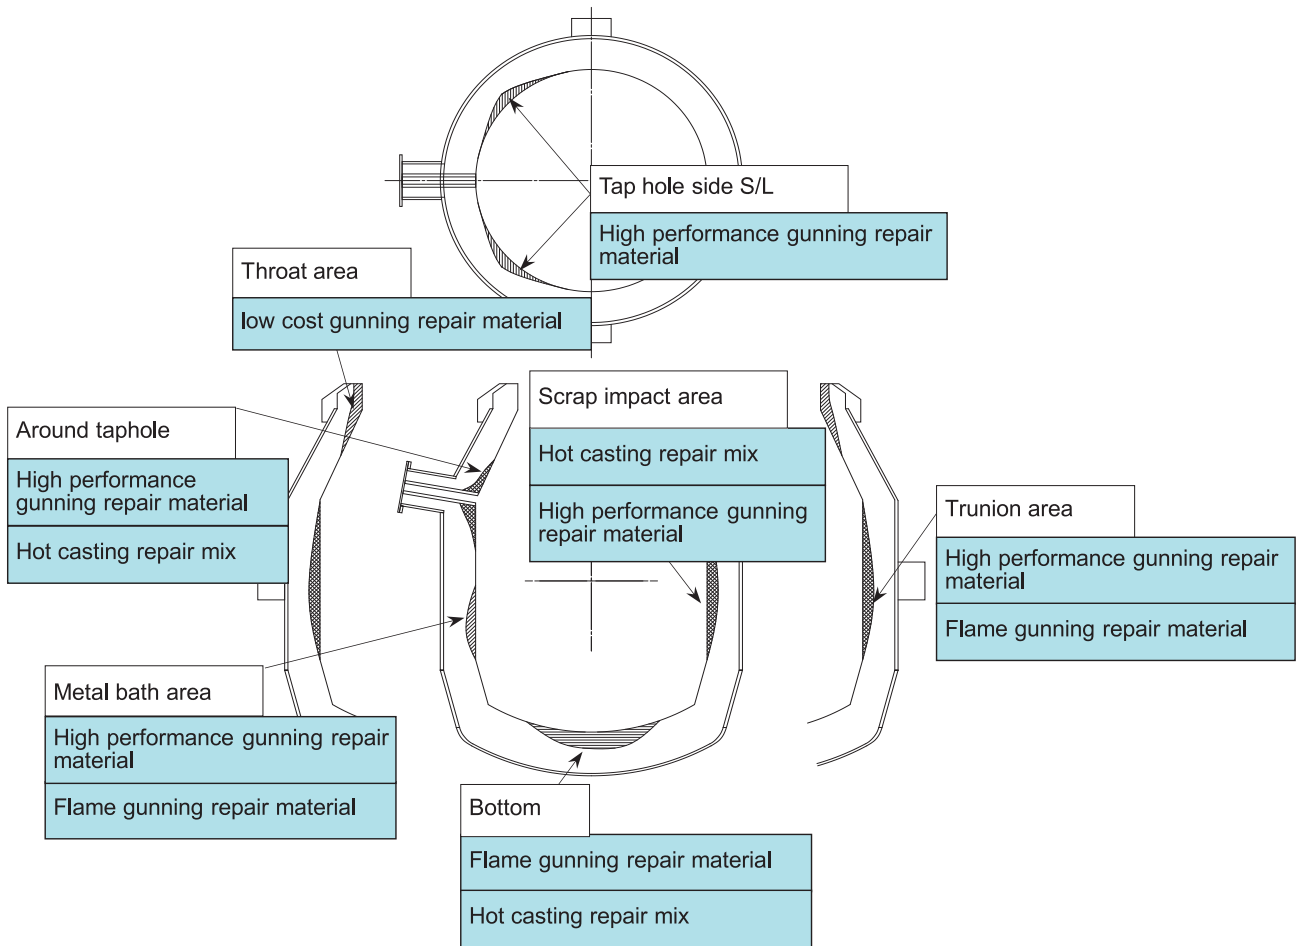 Tap hole side S/L
High performance gunning repair
material
Throat area
low cost gunning repair material
Around taphole
High performance
gunning repair material
Hot casting repair mix
Scrap impact area
Hot casting repair mix
High performance gunning
repair material
Trunion area
High performance gunning repair
material
Flame gunning repair material
Metal bath area
High performance gunning repair
material
Flame gunning repair material
Bottom
Flame gunning repair material
Hot casting repair mix